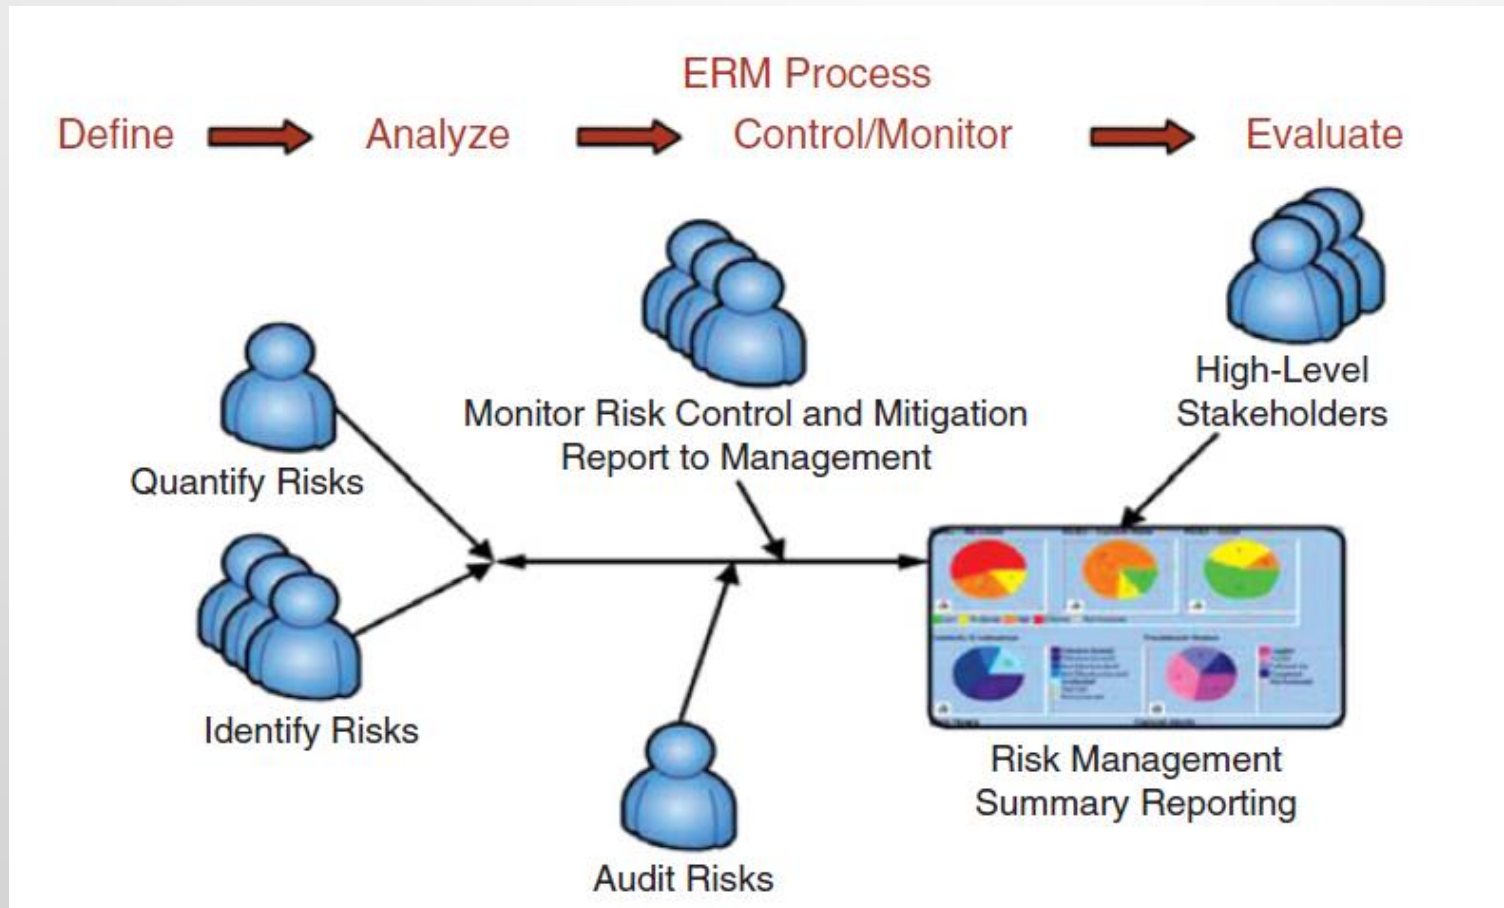 ERM Process
Define Analyze Control/Monitor Evaluate
High-Level
Stakeholders
Monitor Risk Control and Mitigation
Report to Management
Quantify Risks
Identify Risks
Risk Management
Summary Reporting
Audit Risks